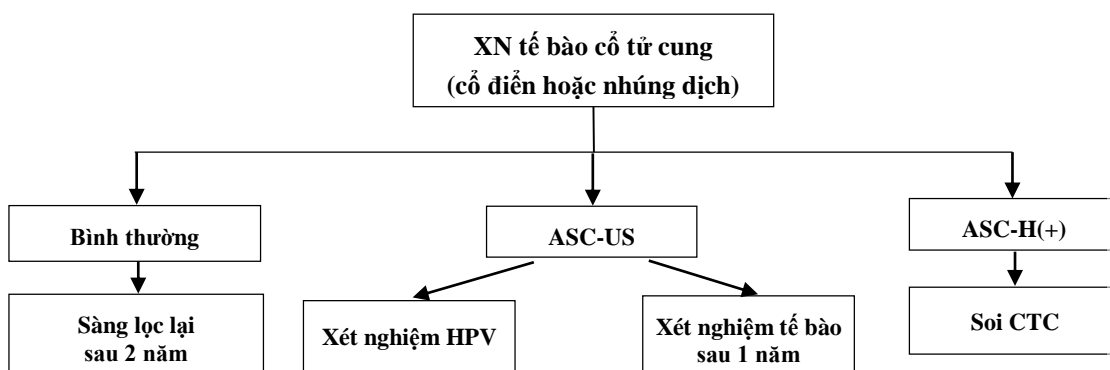 XN tế bào cổ tử cung
(cổ điển hoặc nhúng dịch)
Bình thường
ASC-US
ASC-H(+)
Sàng lọc lại
sau 2 năm
Xét nghiệm HPV
Xét nghiệm tế bào
sau 1 năm
Soi CTC